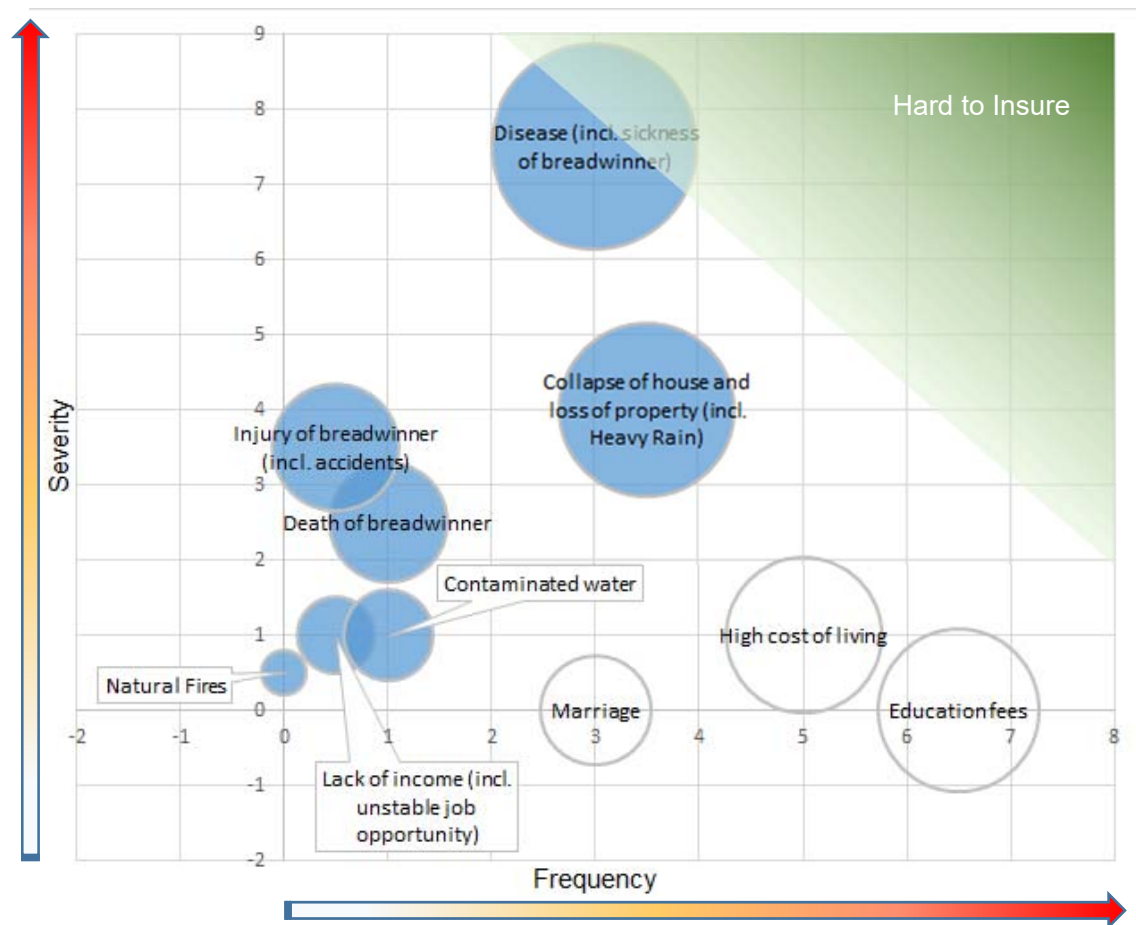 9
8
Hard to Insure
Disease (incl. sickness
of breadwinner)
7
6
5
Collapse of house and
loss of property (incl.
Heavy Rain)
4
Injury of breadwinner
(incl. accidents)
Severity
3
Death of breadwinner
2
Contaminated water
1
High cost of living
Natural Fires
0
Marriage
Education fees
-2
-1
0
1
2
3
4
5
6
7
8
-1
Lack of income (incl.
unstable job
opportunity)
-2
Frequency